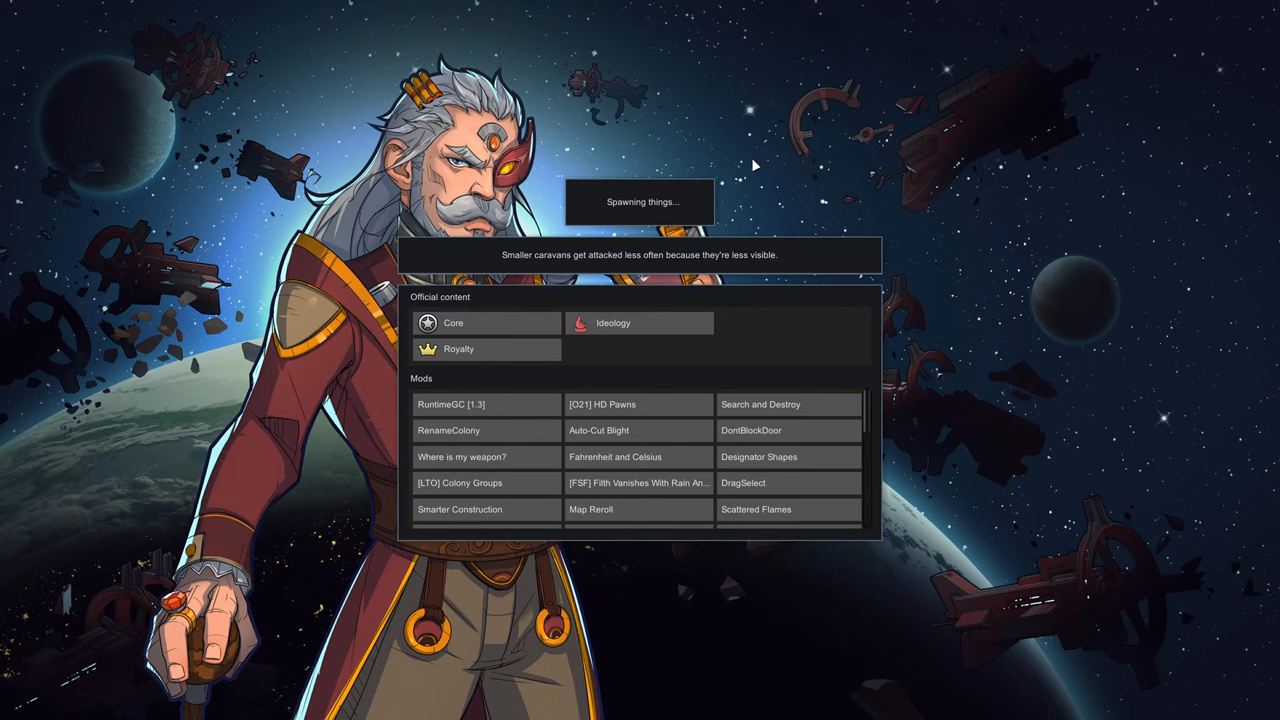 Spawning things...
Smaller caravans get attacked less often because they're less visible.
Official content
Core
Ideology
Royalty
Mods
RuntimeGC [1.3]
[O21] HD Pawns
Search and Destroy
RenameColony
Auto-Cut Blight
DontBlockDoor
Where is my weapon?
Fahrenheit and Celsius
Designator Shapes
[LTO] Colony Groups
[FSF] Filth Vanishes With Rain An...
DragSelect
Smarter Construction
Map Reroll
Scattered Flames